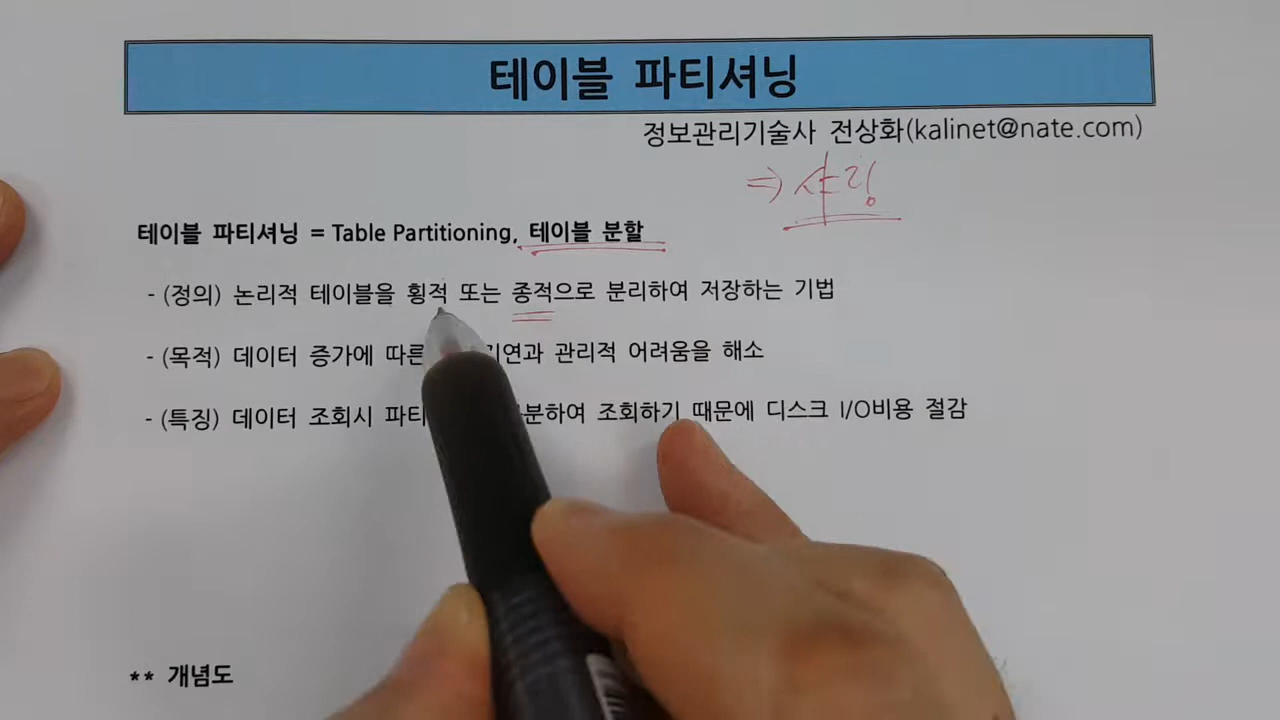 테이블 파티셔닝
정보관리기술사 전상화(kalinet@nate.com)
테이블 파티셔닝 = Table Partitioning, 테이블 분할
- (정의) 논리적 테이블을 횡적 또는 종적으로 분리하여 저장하는 기법
- (목적) 데이터 증가에 따른 관리적 어려움을 해소
- (특징) 데이터 조회시 조회하기 때문에 디스크 I/O비용 절감
** 개념도